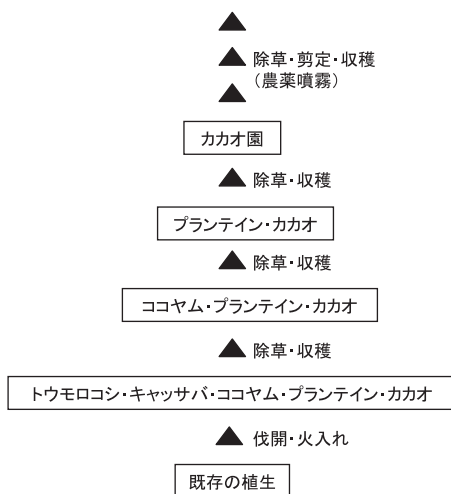 除草・剪定・収穫
(農薬噴霧)
カカオ園
除草・収穫
プランテイン・カカオ
除草・収穫
ココヤム・プランテイン・カカオ
除草・収穫
トウモロコシ・キャッサバ・ココヤム・プランテイン・カカオ
伐開・火入れ
既存の植生